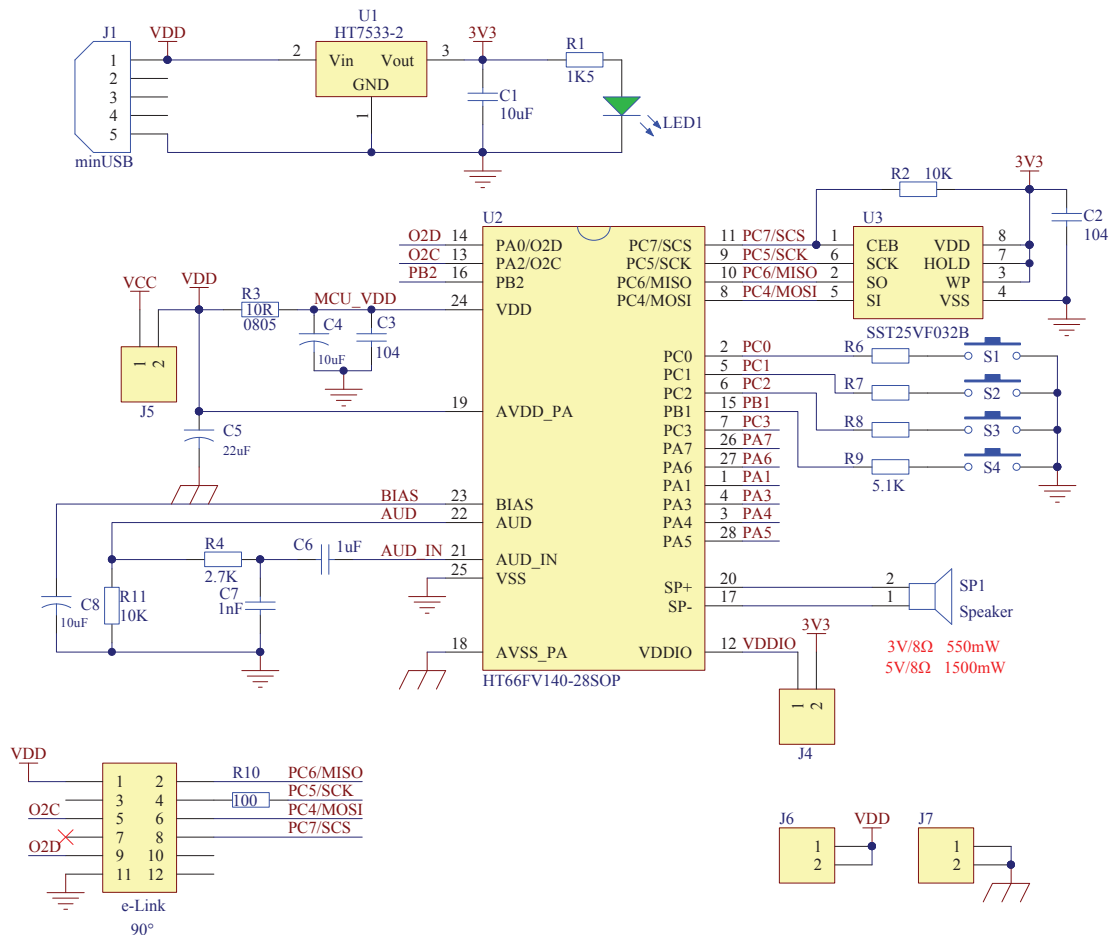 J1
VDD
U1
HT7533-2
3V3
R1
1K5
1
2
3
4
5
minUSB
2
Vin
Vout
GND
3
1
C1
10uF
LED1
U2
O2D
14
PA0/O2D
O2C
13
PA2/O2C
PB2
16
PB2
VCC
VDD
R3
10R
0805
MCU_VDD
24
VDD
C4
10uF
C3
104
1
2
J5
C5
22uF
19
AVDD_PA
BIAS
23
BIAS
AUD
22
AUD
R4
2.7K
C6
1uF
AUD_IN
21
AUD_IN
25
VSS
C8
10uF
R11
10K
C7
1nF
18
AVSS_PA
HT66FV140-28SOP
PC7/SCS
11
PC7/SCS
PC5/SCK
9
PC5/SCK
PC6/MISO
10
PC6/MISO
PC4/MOSI
8
PC4/MOSI
PC0
2
PC0
PC1
5
PC1
PC2
6
PC2
PB1
15
PB1
PC3
7
PC3
PA7
26
PA7
PA6
27
PA6
PA1
1
PA1
PA3
4
PA3
PA4
3
PA4
PA5
28
PA5
SP+
20
SP-
17
VDDIO
12
VDDIO
R2 10K
3V3
U3
C2
104
1
CEB
VDD
8
6
SCK
HOLD
7
2
SO
WP
3
5
SI
VSS
4
SST25VF032B
R6
S1
R7
S2
R8
S3
R9
5.1K
S4
2
1
SP1
Speaker
3V/8Ω 550mW
5V/8Ω 1500mW
3V3
1
2
J4
VDD
1 2
3 4
5 6
7 8
9 10
11 12
O2C
O2D
R10
100
PC6/MISO
PC5/SCK
PC4/MOSI
PC7/SCS
e-Link
90°
J6
1
2
VDD
J7
1
2